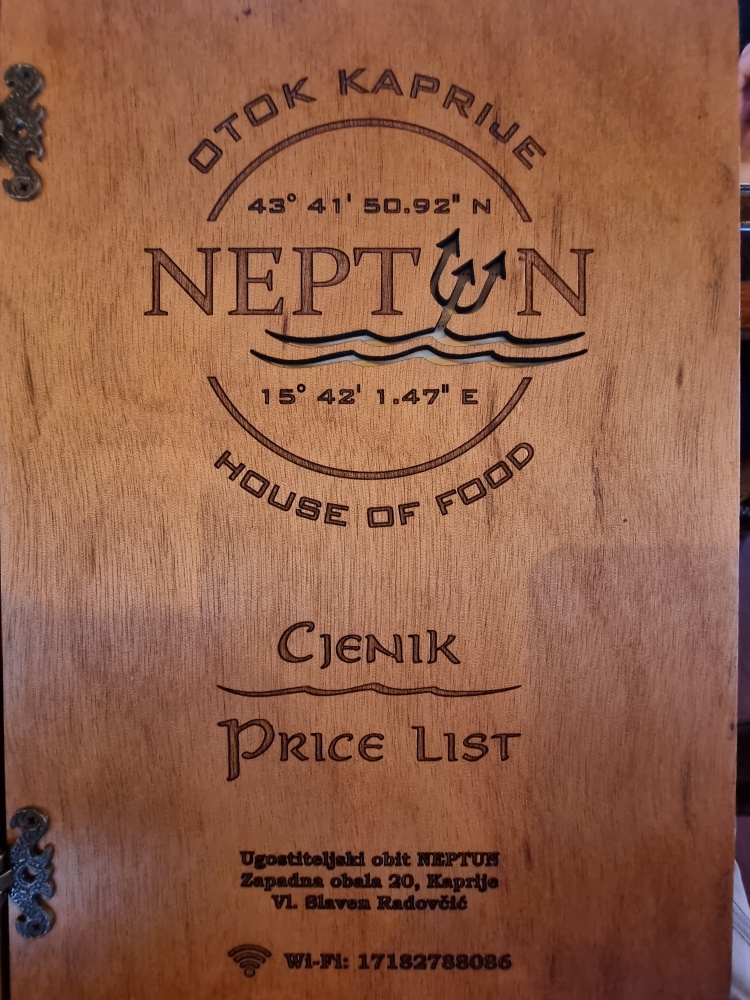 OTOK KAPRIJE
43° 41' 50.92" N
NEPTUN
15° 42' 1.47" E
HOUSE OF FOOD
CJENIK
PRICE LIST
Ugostiteljski obit NEPTUN
Zapadna obala 20, Kaprije
Vl. Slaven Radovčić
Wi-Fi: 17182788086